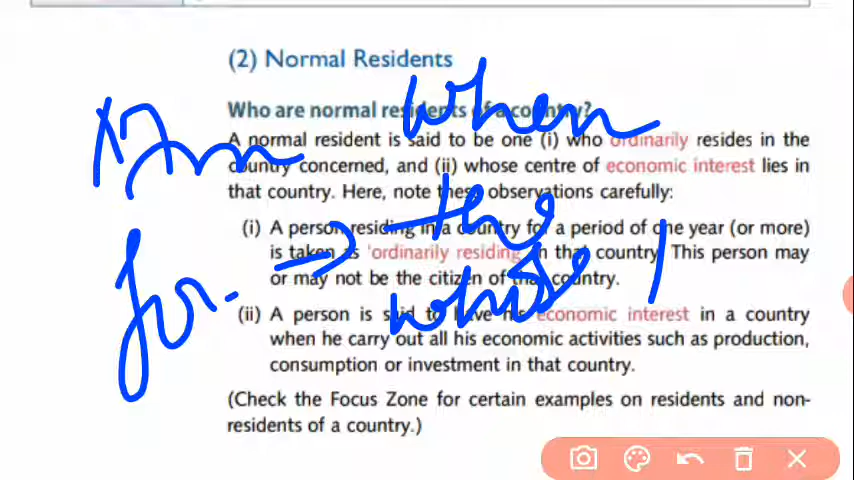 (2) Normal Residents
when
Who are normal residents of a country?
A normal resident is said to be one (i) who ordinarily resides in the
country concerned, and (ii) whose centre of economic interest lies in
that country. Here, note these observations carefully:
the
(i) A person residing in a country for a period of one year (or more)
is taken as 'ordinarily residing' in that country. This person may
or may not be the citizen of that country.
for.
whose
(ii) A person is said to have his economic interest in a country
when he carry out all his economic activities such as production,
consumption or investment in that country.
(Check the Focus Zone for certain examples on residents and non-
residents of a country.)